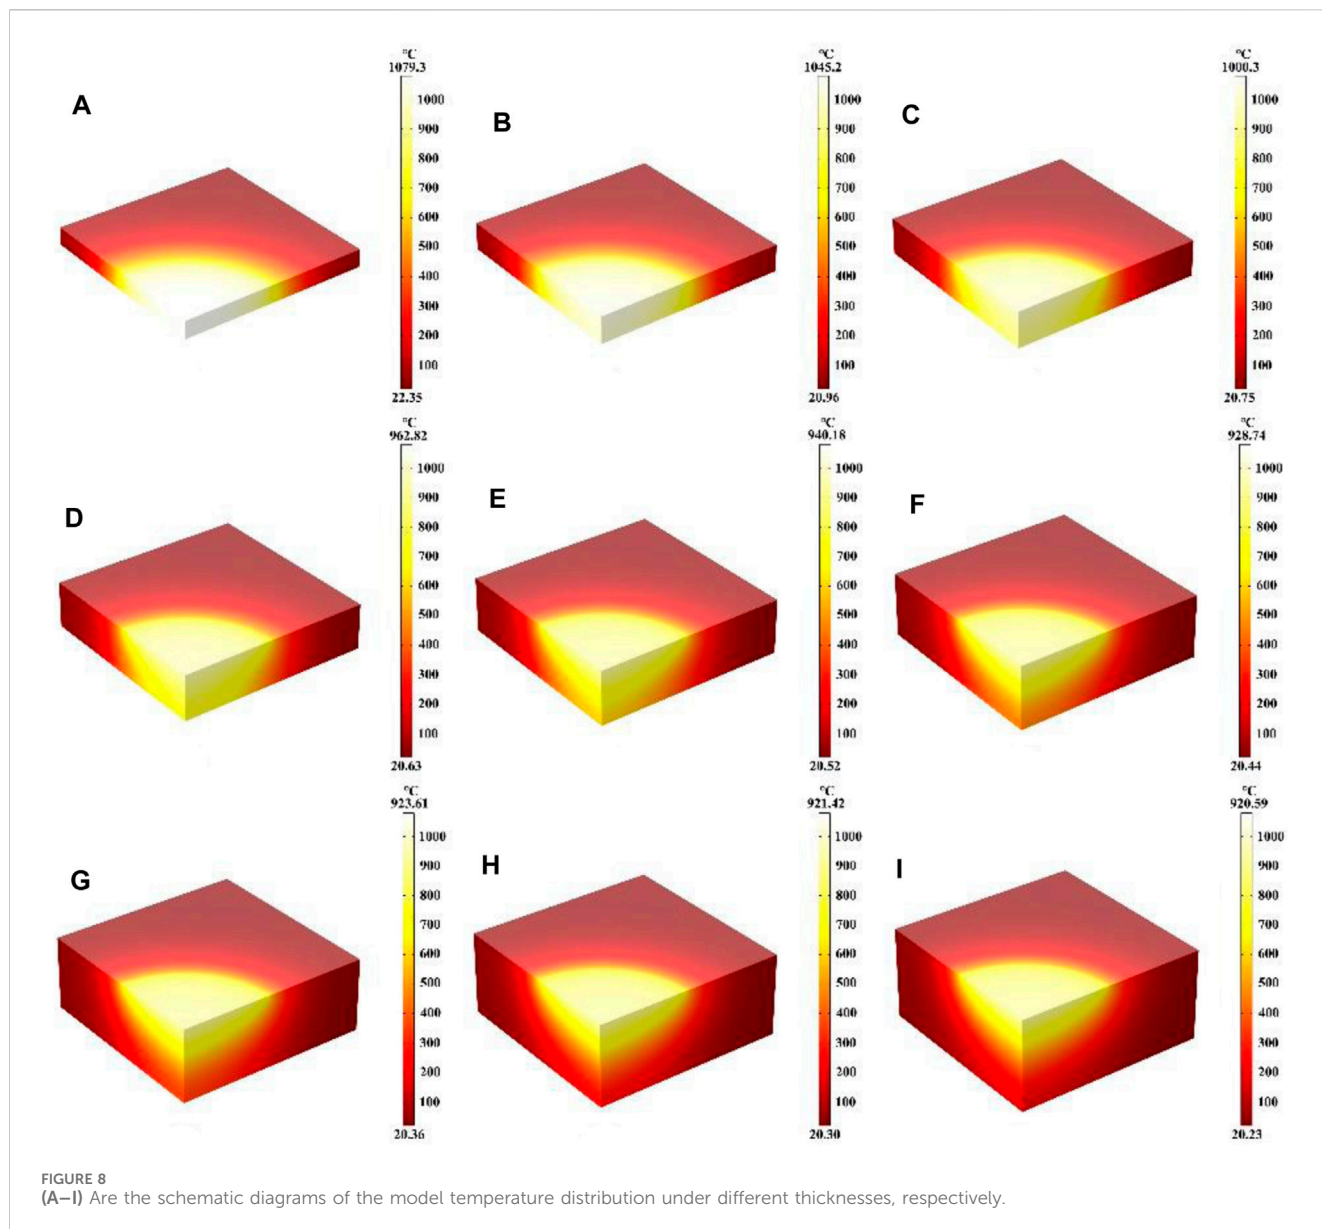 °C °C °C
1079.3 1045.2 1000.3
A B C
1000 1000 1000
900 900 900
800 800 800
700 700 700
600 600 600
500 500 500
400 400 400
300 300 300
200 200 200
100 100 100
22.35 20.96 20.75
°C °C °C
962.82 940.18 928.74
D E F
1000 1000 1000
900 900 900
800 800 800
700 700 700
600 600 600
500 500 500
400 400 400
300 300 300
200 200 200
100 100 100
20.63 20.52 20.44
°C °C °C
923.61 921.42 920.59
G H I
1000 1000 1000
900 900 900
800 800 800
700 700 700
600 600 600
500 500 500
400 400 400
300 300 300
200 200 200
100 100 100
20.36 20.30 20.23
FIGURE 8
(A–I) Are the schematic diagrams of the model temperature distribution under different thicknesses, respectively.